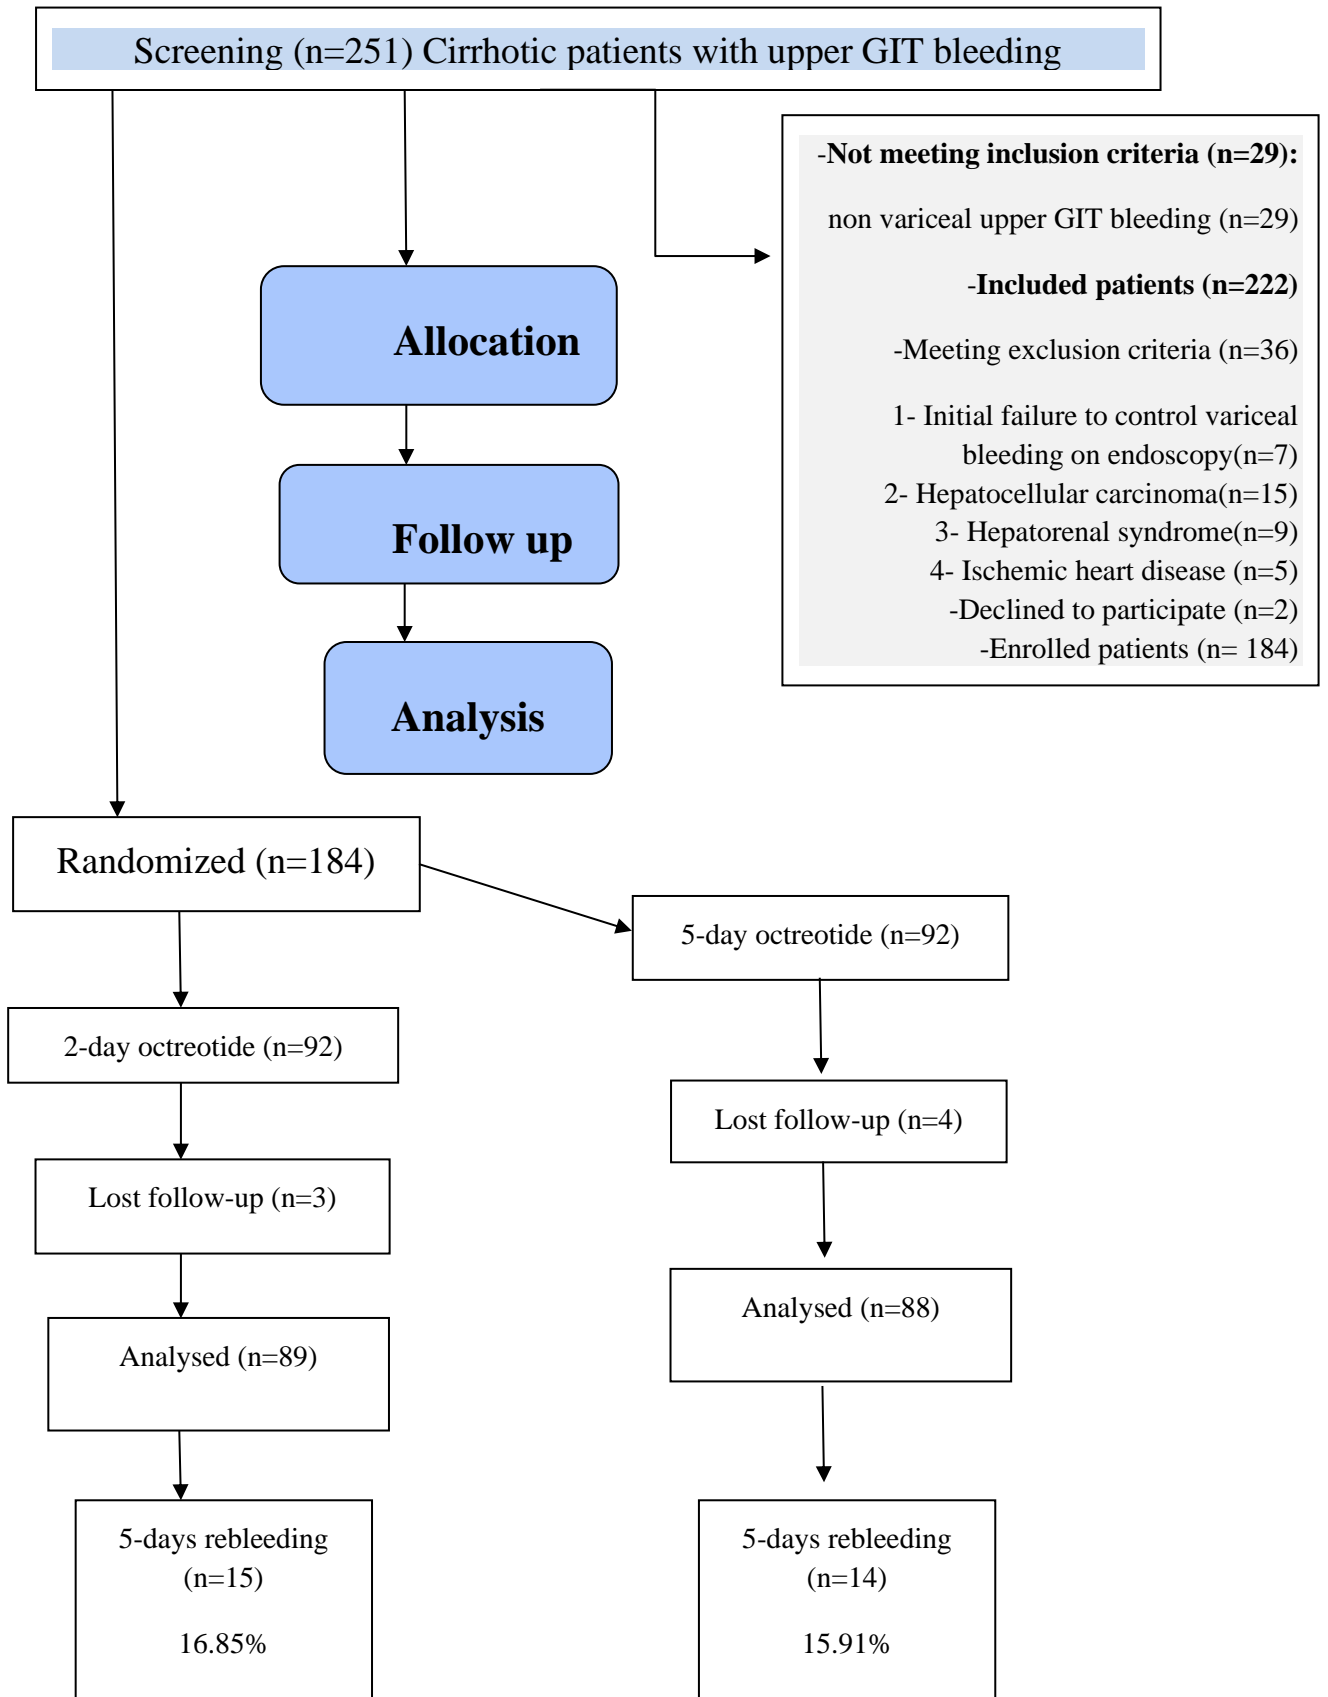 Screening (n=251) Cirrhotic patients with upper GIT bleeding
-Not meeting inclusion criteria (n=29):
non variceal upper GIT bleeding (n=29)
-Included patients (n=222)
-Meeting exclusion criteria (n=36)
1- Initial failure to control variceal
bleeding on endoscopy(n=7)
2- Hepatocellular carcinoma(n=15)
3- Hepatorenal syndrome(n=9)
4- Ischemic heart disease (n=5)
-Declined to participate (n=2)
-Enrolled patients (n= 184)
Allocation
Follow up
Analysis
Randomized (n=184)
5-day octreotide (n=92)
2-day octreotide (n=92)
Lost follow-up (n=4)
Lost follow-up (n=3)
Analysed (n=88)
Analysed (n=89)
5-days rebleeding
(n=15)
16.85%
5-days rebleeding
(n=14)
15.91%